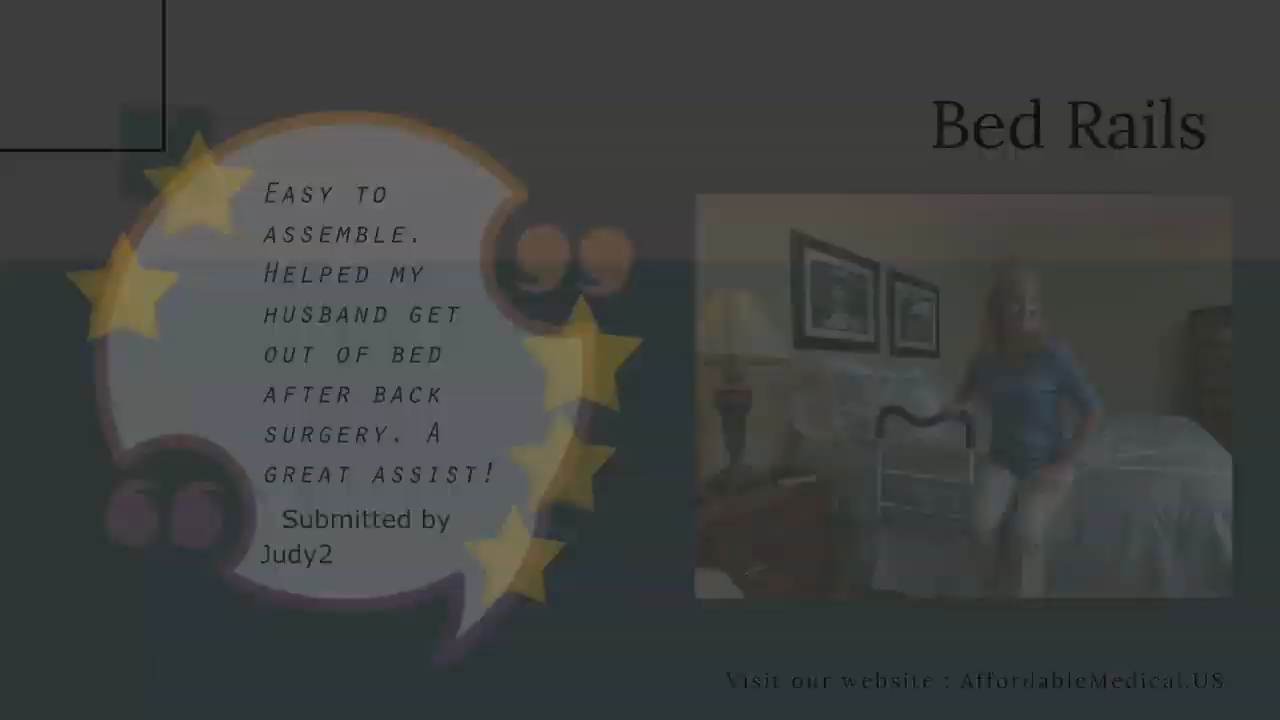 Bed Rails
EASY TO
ASSEMBLE.
HELPED MY
HUSBAND GET
OUT OF BED
AFTER BACK
SURGERY. A
GREAT ASSIST!
Submitted by
Judy2
Visit our website : AffordableMedical.US